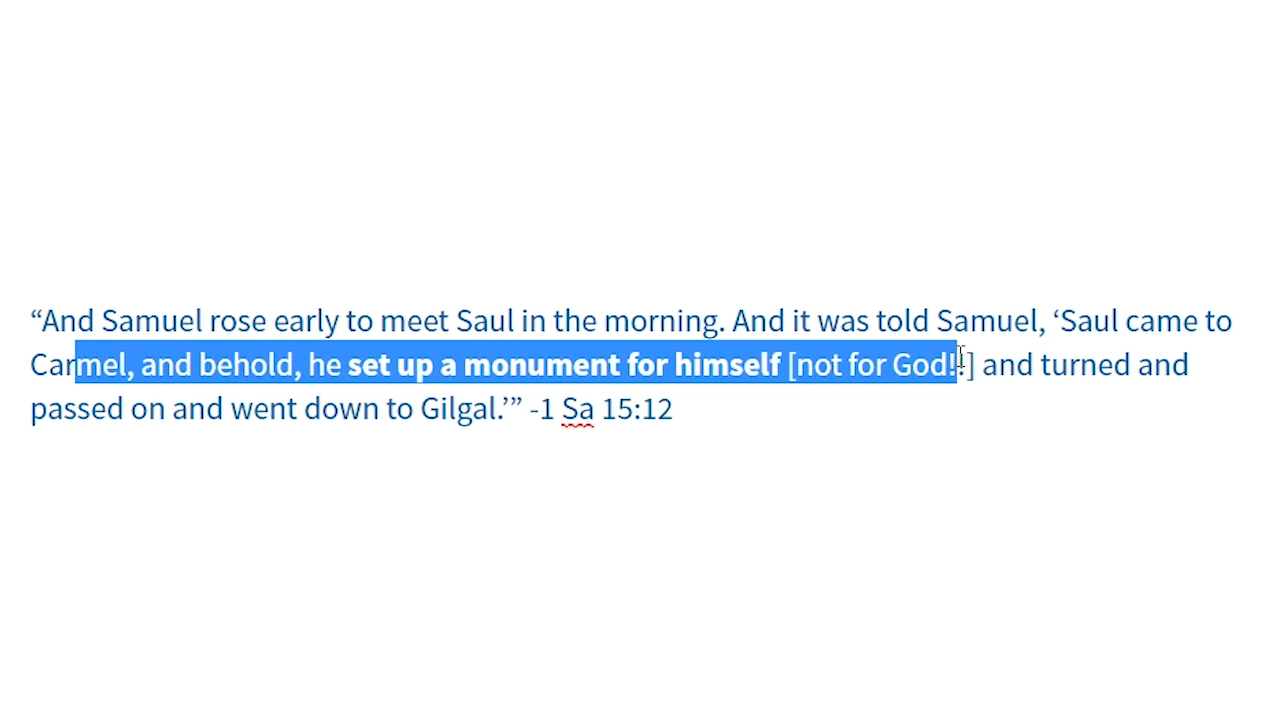 “And Samuel rose early to meet Saul in the morning. And it was told Samuel, ‘Saul came to
Carmel, and behold, he set up a monument for himself [not for God!!] and turned and
passed on and went down to Gilgal.’” -1 Sa 15:12